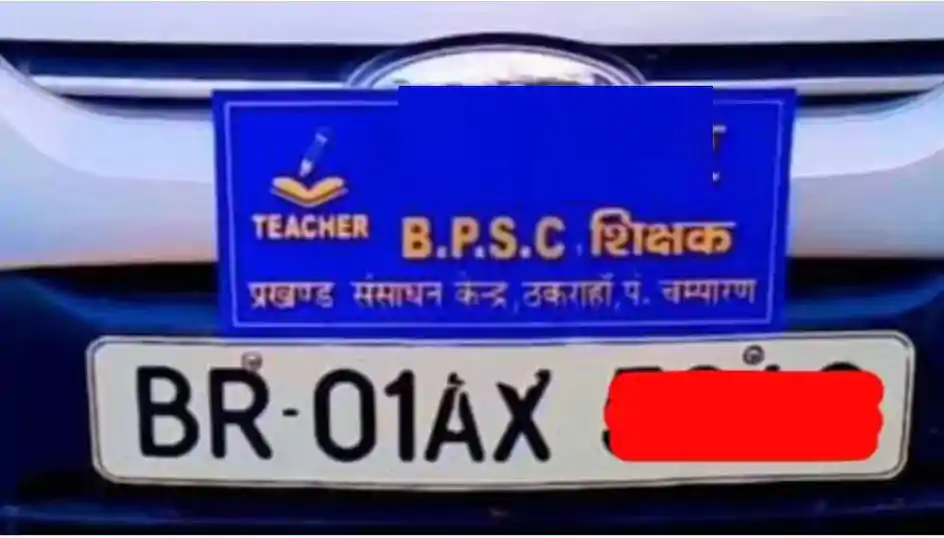 TEACHER
B.P.S.C शिक्षक
प्रखण्ड संसाधन केन्द्र, ठकराहाँ, प. चम्पारण
BR-01AX